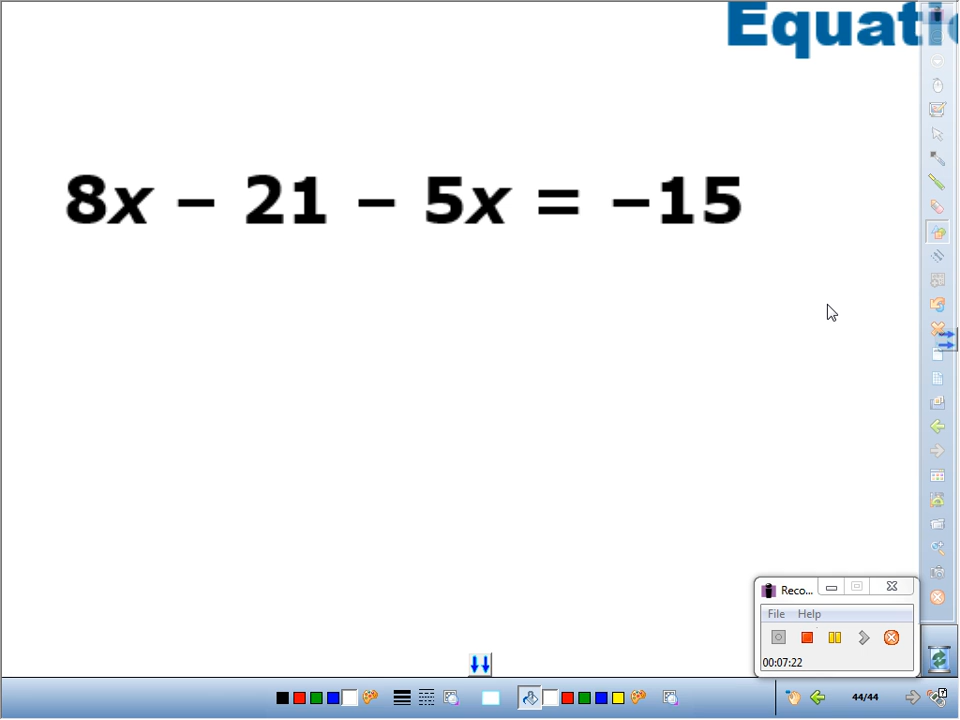 Equati
8x – 21 – 5x = –15
Reco...
File Help
00:07:22
44/44